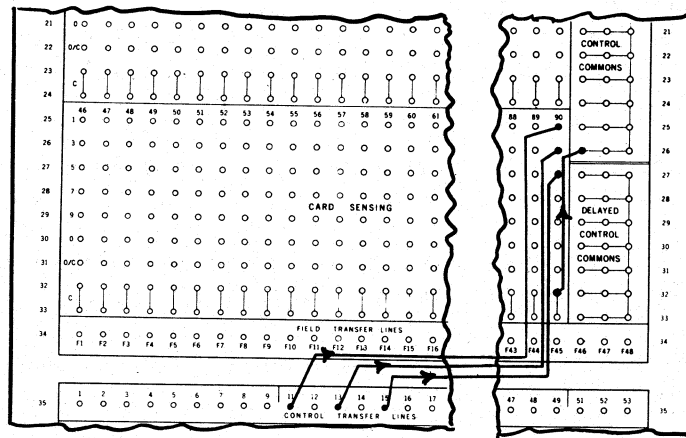 21 0 21
22 0/C CONTROL 22
23 COMMONS 23
24 C 24
46 47 48 49 50 51 52 53 54 55 56 57 58 59 60 61 88 89 90
25 1 25
26 3 26
27 5 27
28 7 28
29 9 CARD SENSING DELAYED 29
30 0 CONTROL 30
31 0/C COMMONS 31
32 C 32
33 33
FIELD TRANSFER LINES
34 34
F1 F2 F3 F4 F5 F6 F7 F8 F9 F10 F11 F12 F13 F14 F15 F16 F43 F44 F45 F46 F47 F48
1 2 3 4 5 6 7 8 9 10 11 12 13 14 15 16 17 47 48 49 50 51 52 53
35 35
CONTROL TRANSFER LINES